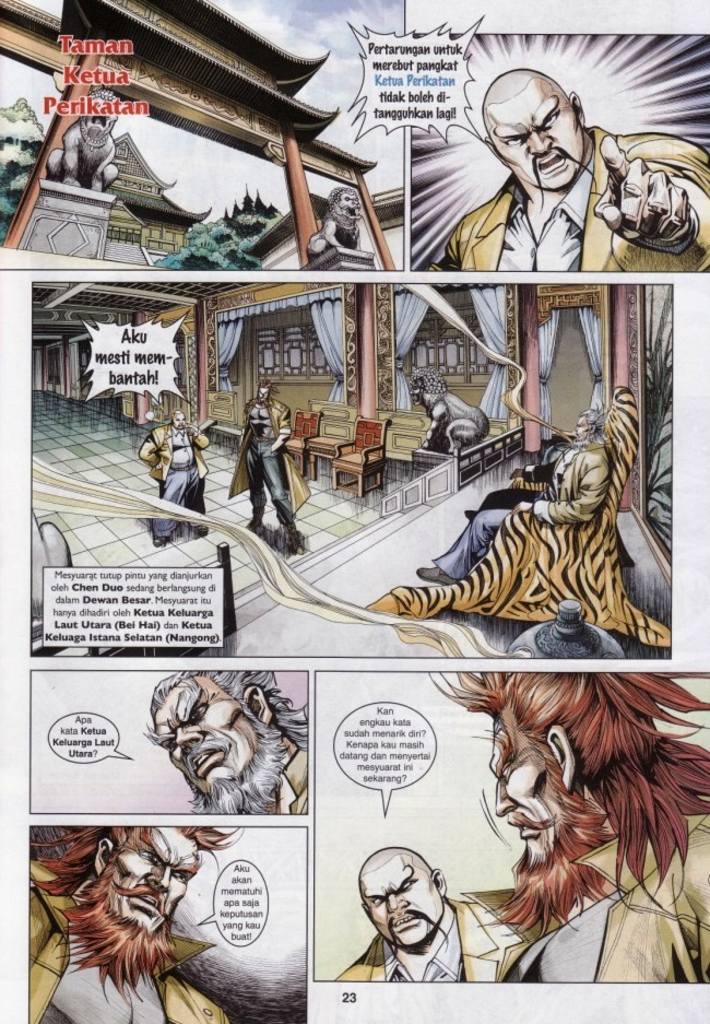 Taman
Ketua
Perikatan
Pertarungan untuk
merebut pangkat
Ketua Perikatan
tidak boleh di-
tangguhkan lagi!
Aku
mesti mem-
bantah!
Mesyuarat tutup pintu yang dianjurkan
oleh Chen Duo sedang berlangsung di
dalam Dewan Besar. Mesyuarat itu
hanya dihadiri oleh Ketua Keluarga
Laut Utara (Bei Hai) dan Ketua
Keluaga Istana Selatan (Nangong).
Apa
kata Ketua
Keluarga Laut
Utara?
Kan
engkau kata
sudah menarik diri?
Kenapa kau masih
datang dan menyertai
mesyuarat ini
sekarang?
Aku
akan
mematuhi
apa saja
keputusan
yang kau
buat!
23